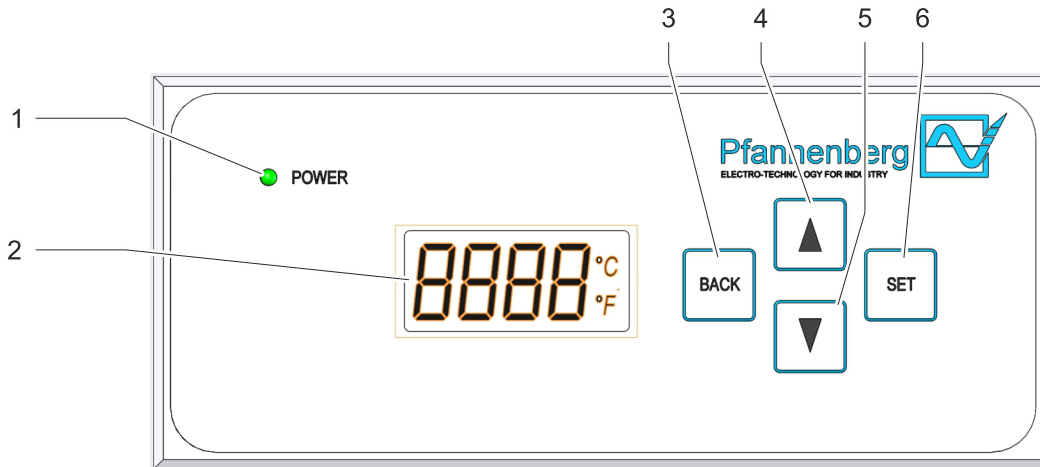 3 4 5 6
1
POWER
Pfannenberg
ELECTRO-TECHNOLOGY FOR INDUSTRY
2
8888 °C
°F
BACK
SET